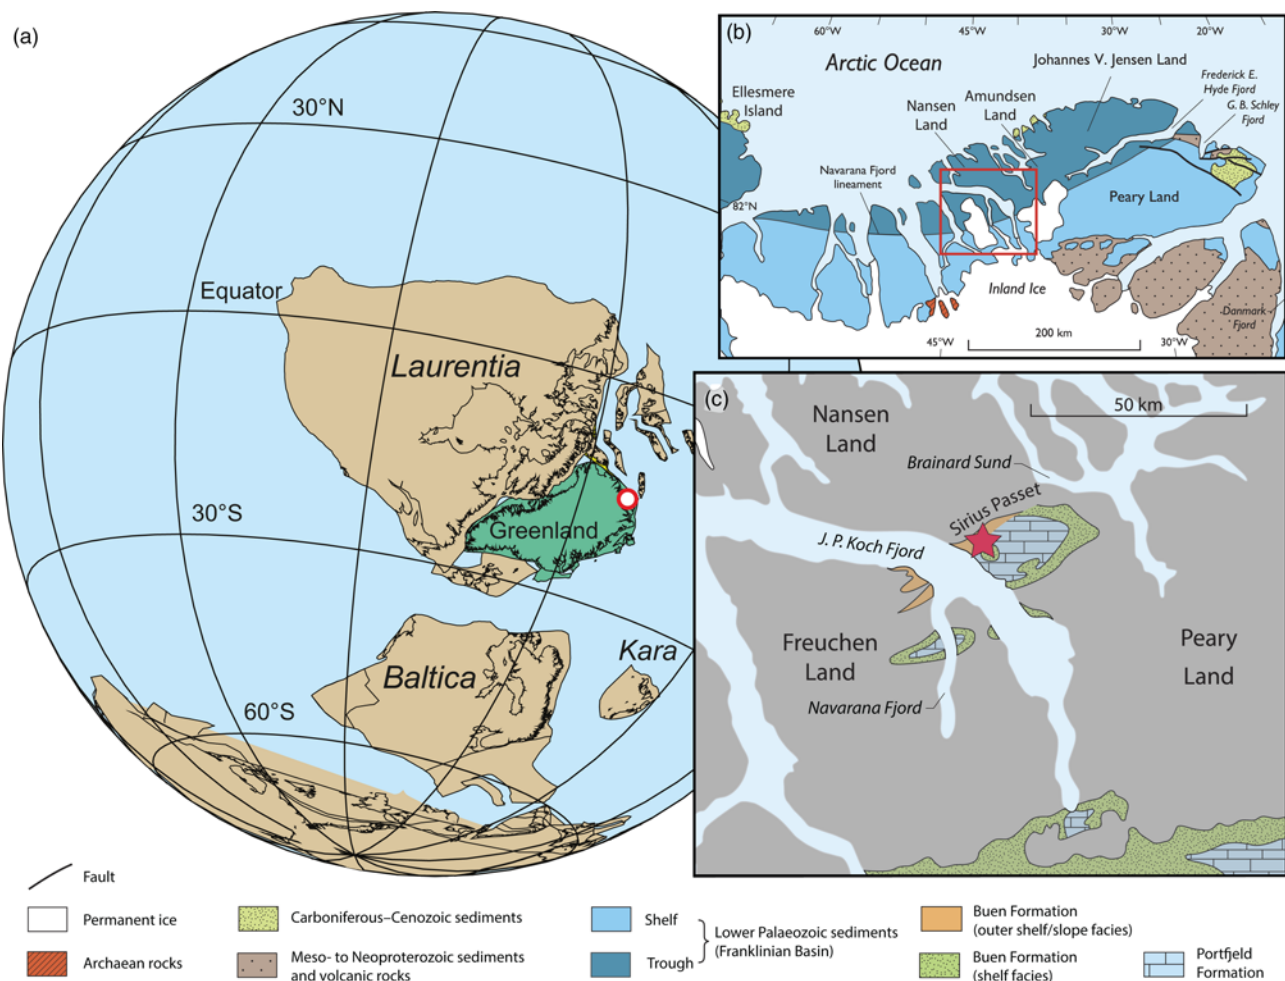 (a)
30°N
Equator
Laurentia
30°S
Greenland
Baltica
Kara
60°S
(b)
60°W
45°W
30°W
20°W
Arctic Ocean
Johannes V. Jensen Land
Ellesmere
Island
Nansen
Land
Amundsen
Land
Frederick E.
Hyde Fjord
G. B. Schley
Fjord
Navarana Fjord
lineament
82°N
Peary Land
Inland Ice
Danmark
Fjord
200 km
45°W
30°W
(c)
50 km
Nansen
Land
Brainard Sund
Sirius Passet
J. P. Koch Fjord
Freuchen
Land
Peary
Land
Navarana Fjord
Fault
Permanent ice
Archaean rocks
Carboniferous–Cenozoic sediments
Meso- to Neoproterozoic sediments
and volcanic rocks
Shelf
Trough
Lower Palaeozoic sediments
(Franklinian Basin)
Buen Formation
(outer shelf/slope facies)
Buen Formation
(shelf facies)
Portfjeld
Formation